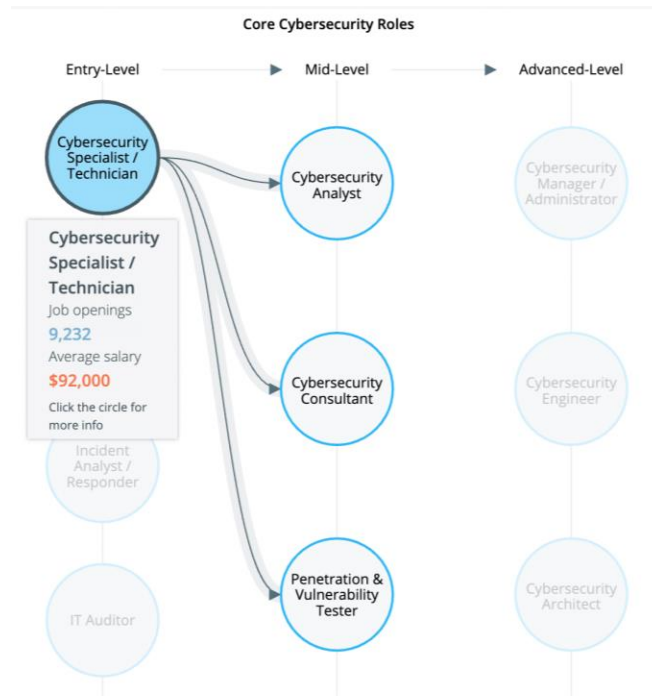 Core Cybersecurity Roles
Entry-Level
Mid-Level
Advanced-Level
Cybersecurity
Specialist /
Technician
Cybersecurity
Analyst
Cybersecurity
Manager /
Administrator
Cybersecurity
Specialist /
Technician
Job openings
9,232
Average salary
$92,000
Click the circle for
more info
Cybersecurity
Consultant
Cybersecurity
Engineer
Incident
Analyst /
Responder
IT Auditor
Penetration &
Vulnerability
Tester
Cybersecurity
Architect